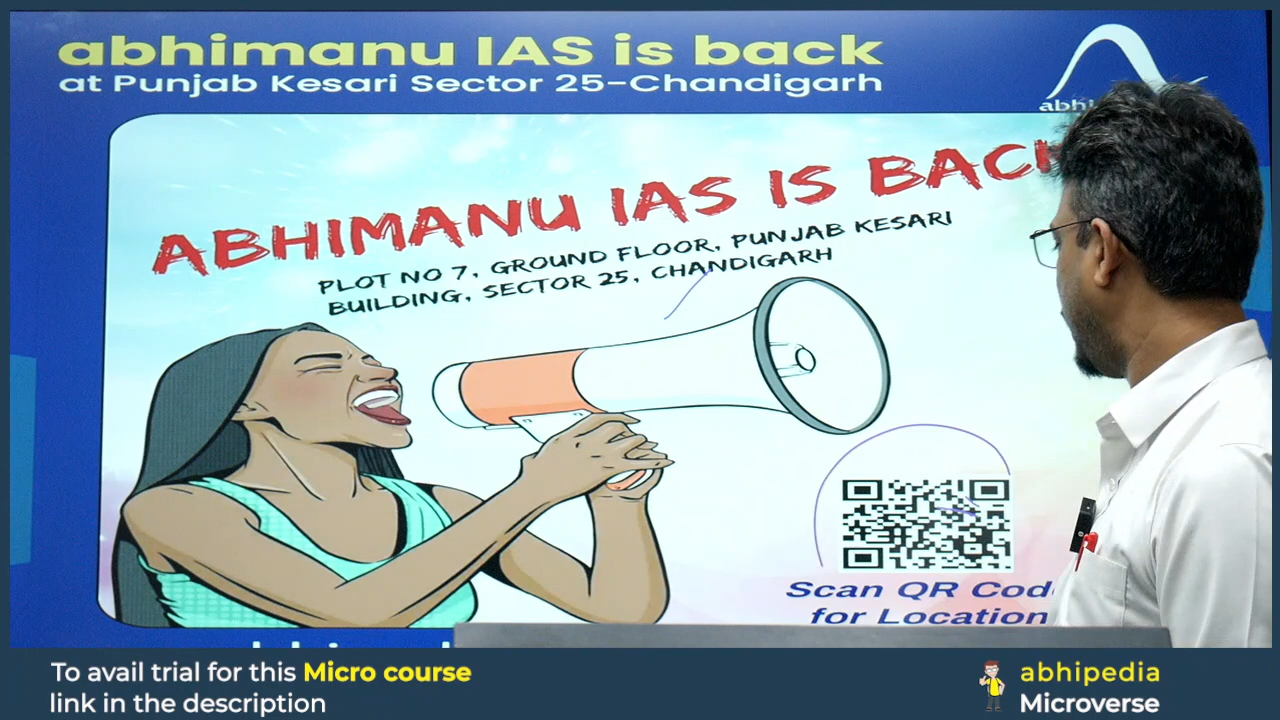 abhimanu IAS is back
at Punjab Kesari Sector 25-Chandigarh
ABHIMANU IAS IS BACK
PLOT NO 7, GROUND FLOOR, PUNJAB KESARI
BUILDING, SECTOR 25, CHANDIGARH
Scan QR Code
for Location
To avail trial for this Micro course
link in the description
abhipedia
Microverse